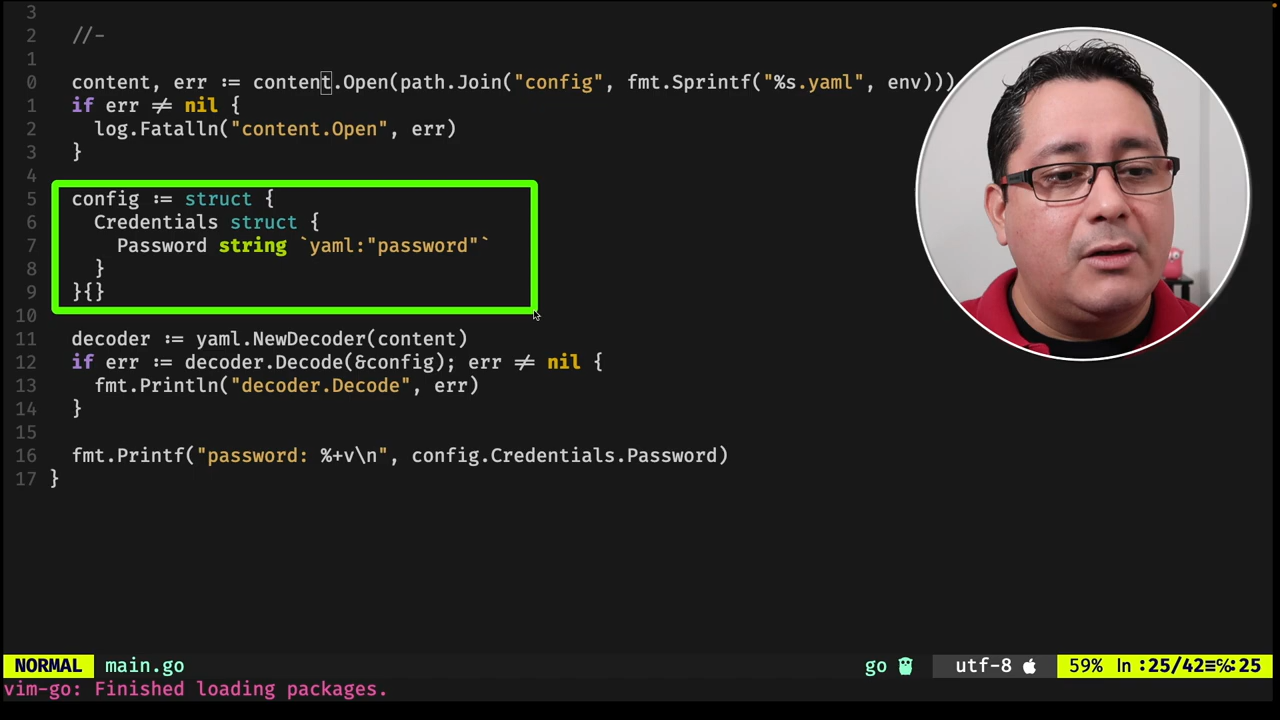 3
2 //-
1
0 content, err := content.Open(path.Join("config", fmt.Sprintf("%s.yaml", env)))
1 if err ≠ nil {
2 log.Fatalln("content.Open", err)
3 }
4
5 config := struct {
6 Credentials struct {
7 Password string `yaml:"password"`
8 }
9 }{}
10
11 decoder := yaml.NewDecoder(content)
12 if err := decoder.Decode(&config); err ≠ nil {
13 fmt.Println("decoder.Decode", err)
14 }
15
16 fmt.Printf("password: %+v\n", config.Credentials.Password)
17 }
NORMAL main.go go utf-8 59% ln :25/42≡℅:25
vim-go: Finished loading packages.